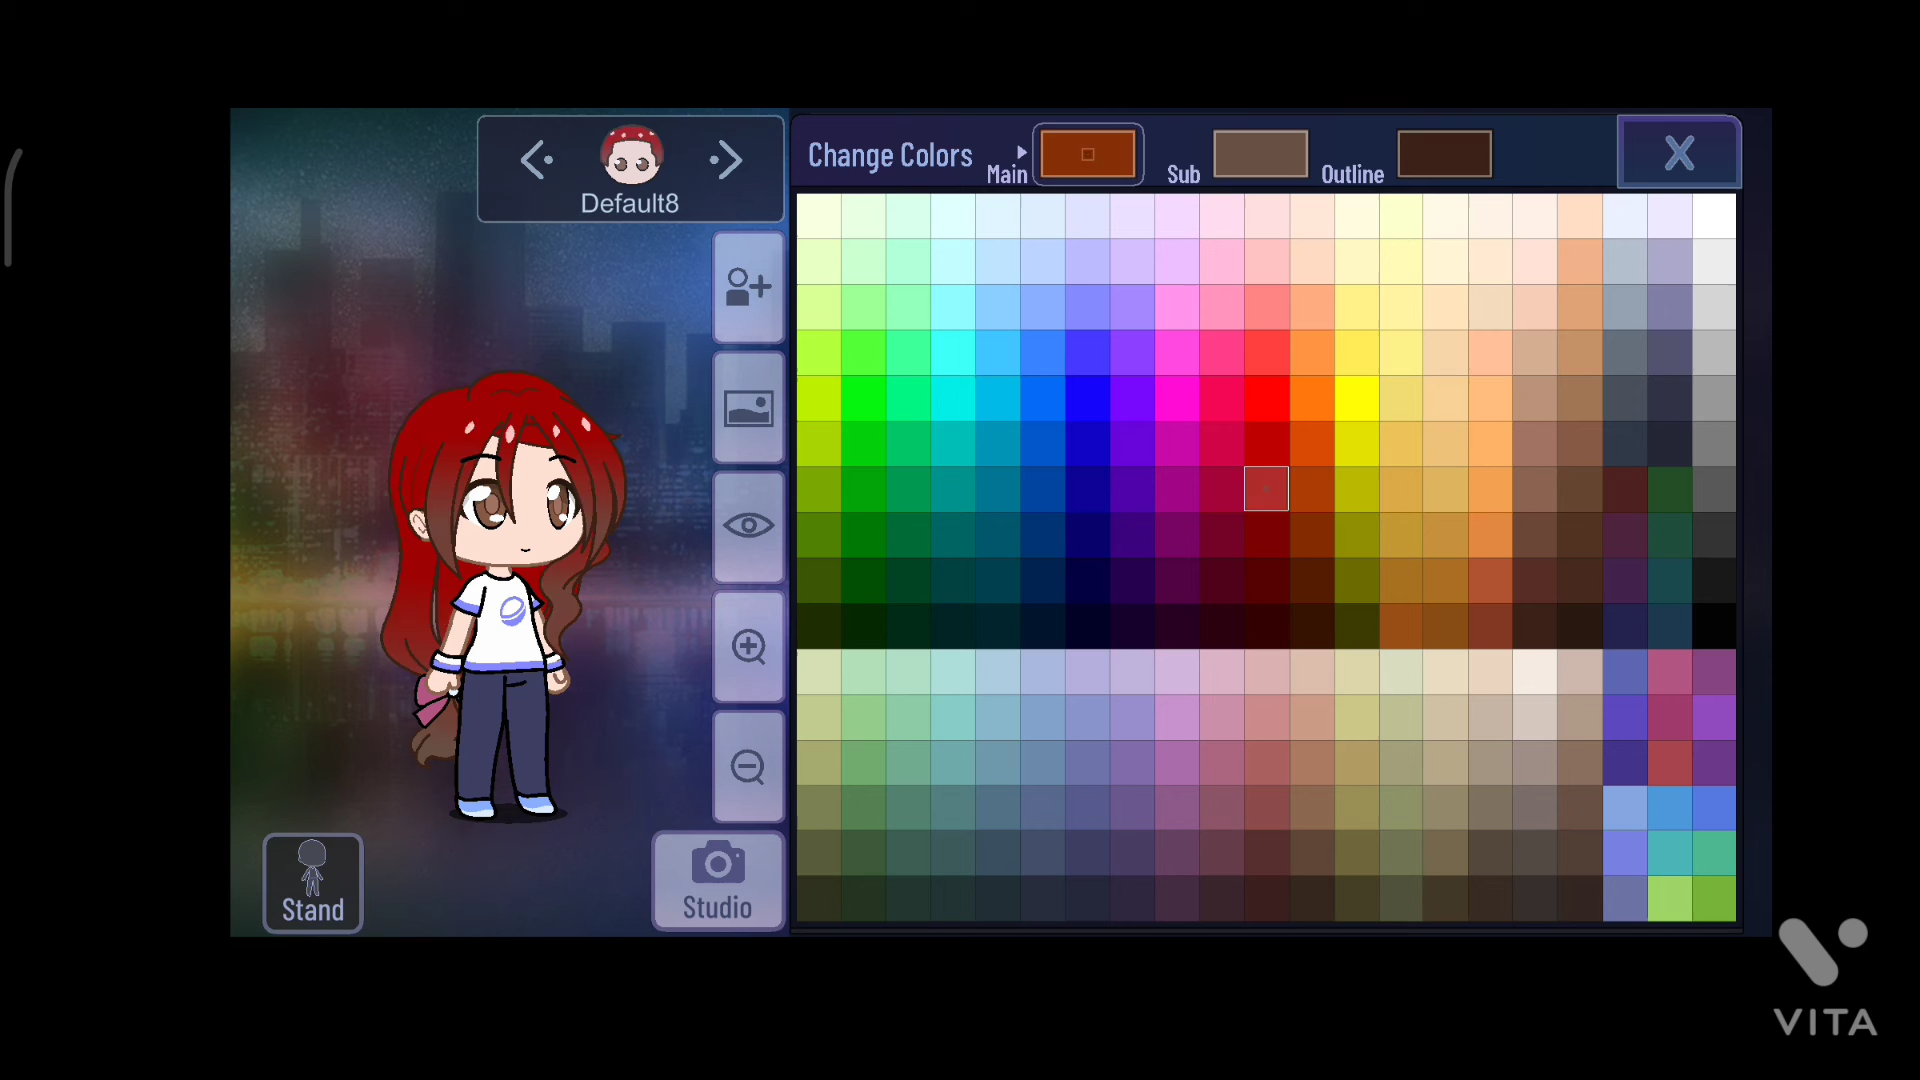 Default8
Change Colors
Main
Sub
Outline
X
Stand
Studio
VITA